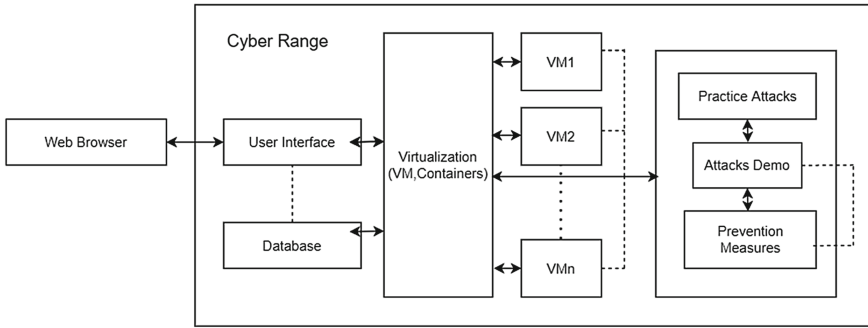 Cyber Range
Web Browser
User Interface
Database
Virtualization
(VM,Containers)
VM1
VM2
VMn
Practice Attacks
Attacks Demo
Prevention
Measures